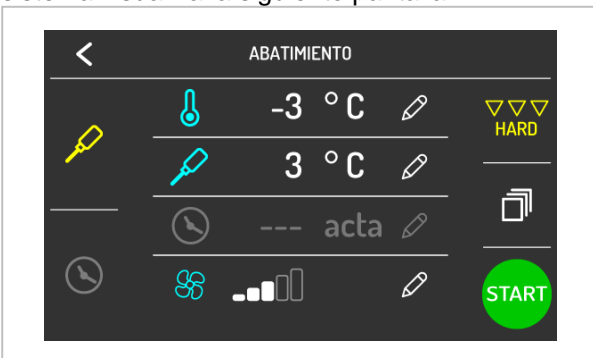 ABATIMIENTO
-3 °C
HARD
3 °C
--- acta
START